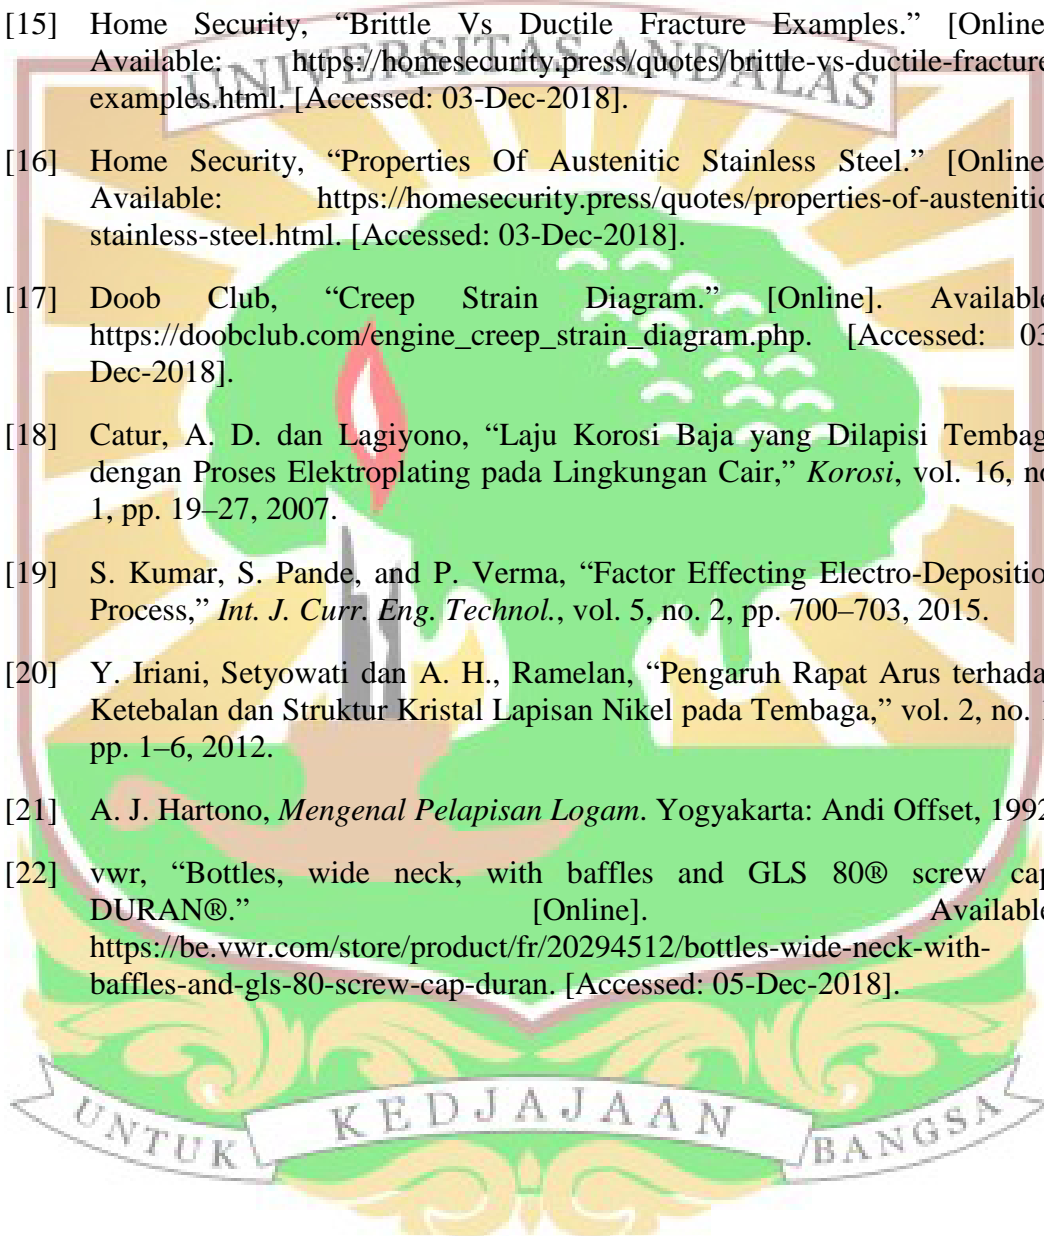 [15] Home Security, “Brittle Vs Ductile Fracture Examples.” [Online
Available: https://homesecurity.press/quotes/brittle-vs-ductile-fracture
examples.html. [Accessed: 03-Dec-2018].
UNIVERSITAS ANDALAS
[16] Home Security, “Properties Of Austenitic Stainless Steel.” [Online
Available: https://homesecurity.press/quotes/properties-of-austenitic
stainless-steel.html. [Accessed: 03-Dec-2018].
[17] Doob Club, “Creep Strain Diagram.” [Online]. Available
https://doobclub.com/engine_creep_strain_diagram.php. [Accessed: 03
Dec-2018].
[18] Catur, A. D. dan Lagiyono, “Laju Korosi Baja yang Dilapisi Tembag
dengan Proses Elektroplating pada Lingkungan Cair,” Korosi, vol. 16, no
1, pp. 19–27, 2007.
[19] S. Kumar, S. Pande, and P. Verma, “Factor Effecting Electro-Depositio
Process,” Int. J. Curr. Eng. Technol., vol. 5, no. 2, pp. 700–703, 2015.
[20] Y. Iriani, Setyowati dan A. H., Ramelan, “Pengaruh Rapat Arus terhada
Ketebalan dan Struktur Kristal Lapisan Nikel pada Tembaga,” vol. 2, no.
pp. 1–6, 2012.
[21] A. J. Hartono, Mengenal Pelapisan Logam. Yogyakarta: Andi Offset, 1992
[22] vwr, “Bottles, wide neck, with baffles and GLS 80® screw cap
DURAN®.” [Online]. Available
https://be.vwr.com/store/product/fr/20294512/bottles-wide-neck-with-
baffles-and-gls-80-screw-cap-duran. [Accessed: 05-Dec-2018].
UNTUK KEDJAJAAN BANGSA